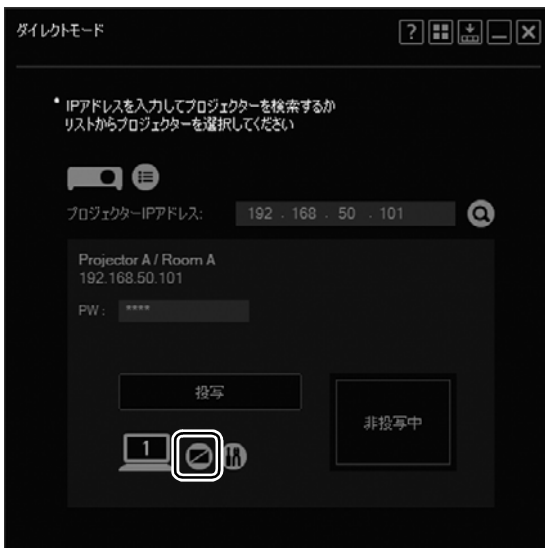 ダイレクトモード
?
* IPアドレスを入力してプロジェクターを検索するか
リストからプロジェクターを選択してください
プロジェクターIPアドレス: 192 . 168 . 50 . 101
Projector A / Room A
192.168.50.101
PW : ****
投写
非投写中
1